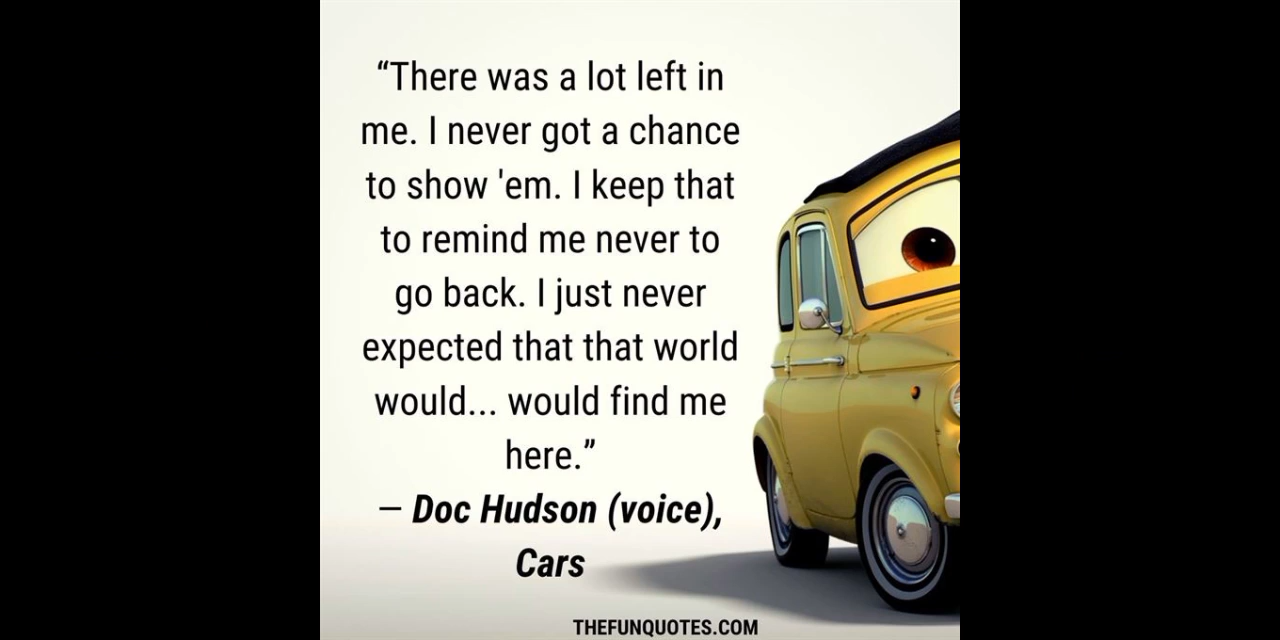 “There was a lot left in
me. I never got a chance
to show 'em. I keep that
to remind me never to
go back. I just never
expected that that world
would... would find me
here.”
– Doc Hudson (voice),
Cars
THEFUNQUOTES.COM